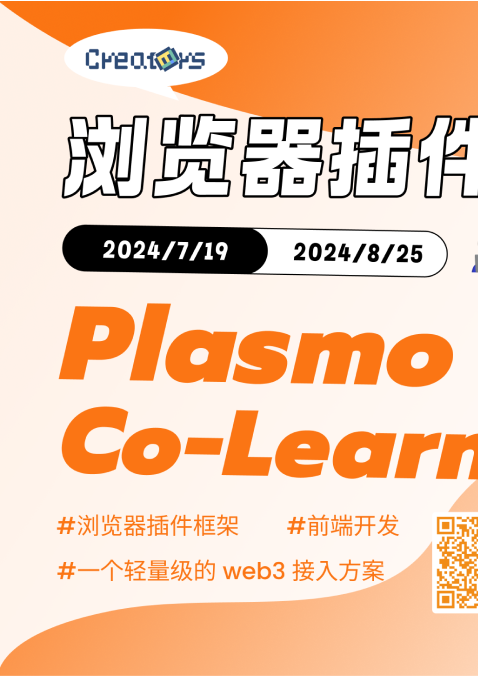 Creators
浏览器插件
2024/7/19 2024/8/25
Plasmo
Co-Learn
#浏览器插件框架 #前端开发
#一个轻量级的 web3 接入方案